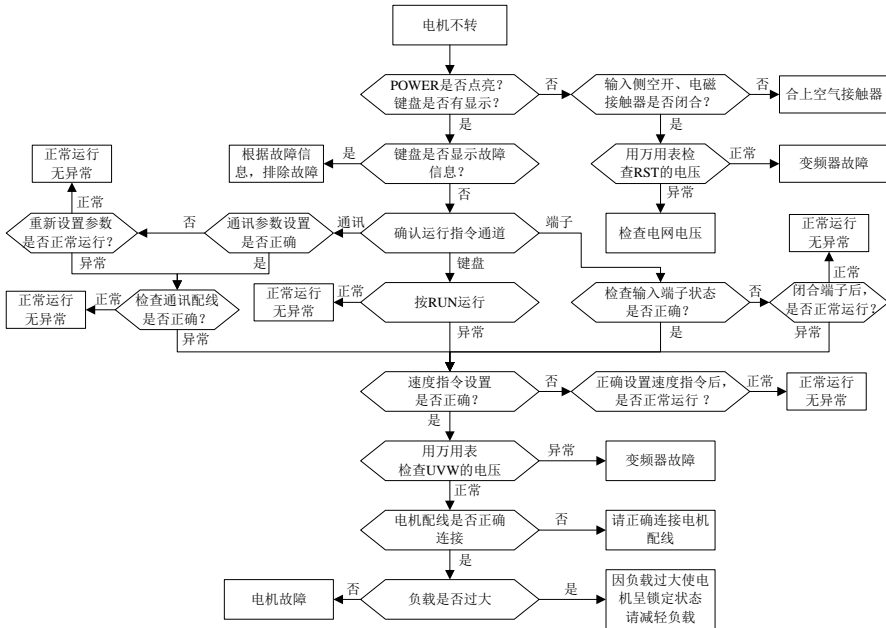 电机不转
POWER是否点亮？
键盘是否有显示？
否
输入侧空开、电磁
接触器是否闭合？
否
合上空气接触器
是
是
正常运行
无异常
根据故障信
息，排除故障
是
键盘是否显示故障
信息？
用万用表检
查RST的电压
正常
变频器故障
正常
否
异常
重新设置参数
是否正常运行？
否
通讯参数设置
是否正确
通讯
确认运行指令通道
端子
检查电网电压
正常运行
无异常
异常
是
键盘
正常
正常运行
无异常
正常
检查通讯配线
是否正确？
正常运行
无异常
正常
按RUN运行
检查输入端子状态
是否正确？
否
闭合端子后，
是否正常运行？
异常
异常
是
异常
速度指令设置
是否正确？
否
正确设置速度指令后，
是否正常运行 ？
正常
正常运行
无异常
是
用万用表
检查UVW的电压
异常
变频器故障
正常
电机配线是否正确
连接
否
请正确连接电机
配线
是
电机故障
否
负载是否过大
是
因负载过大使电
机呈锁定状态
请减轻负载